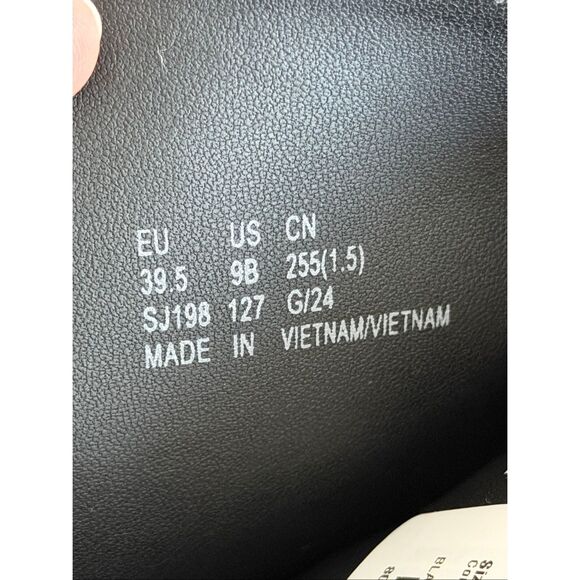 EU US CN
39.5 9B 255(1.5)
SJ198 127 G/24
MADE IN VIETNAM/VIETNAM